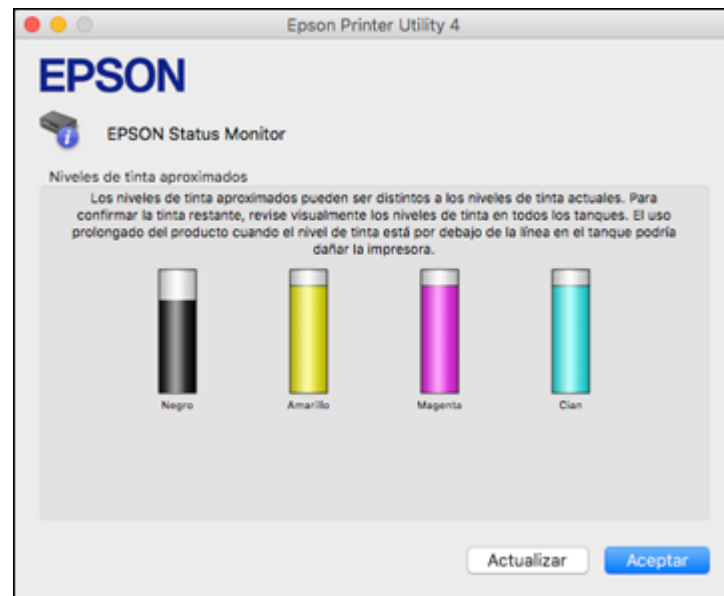 Epson Printer Utility 4
EPSON
EPSON Status Monitor
Niveles de tinta aproximados
Los niveles de tinta aproximados pueden ser distintos a los niveles de tinta actuales. Para
confirmar la tinta restante, revise visualmente los niveles de tinta en todos los tanques. El uso
prolongado del producto cuando el nivel de tinta está por debajo de la línea en el tanque podría
dañar la impresora.
Negro Amarillo Magenta Cian
Actualizar Aceptar